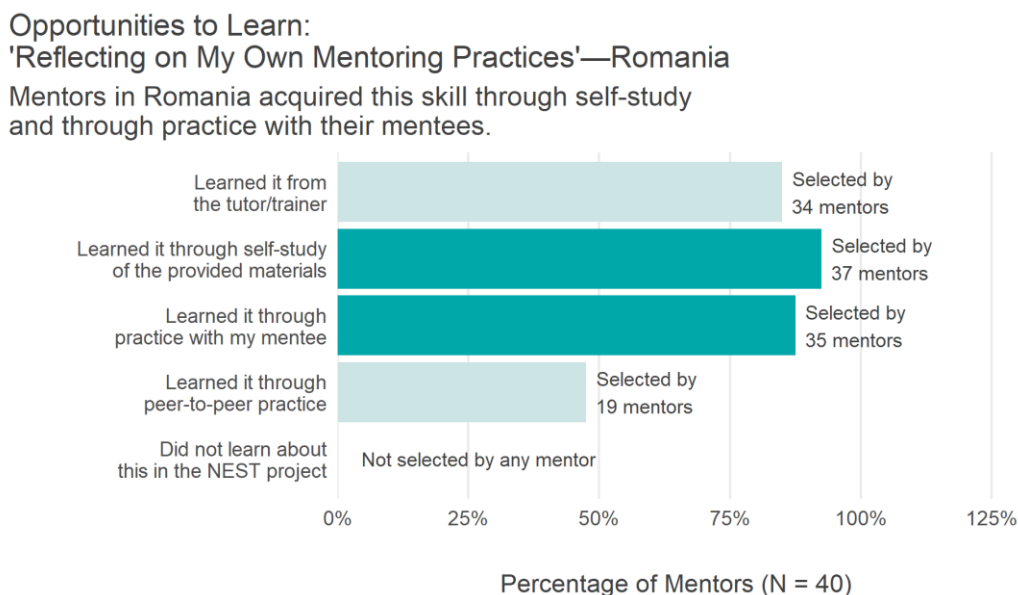 Opportunities to Learn:
'Reflecting on My Own Mentoring Practices'—Romania
Mentors in Romania acquired this skill through self-study
and through practice with their mentees.
Learned it from
the tutor/trainer
Selected by
34 mentors
Learned it through self-study
of the provided materials
Selected by
37 mentors
Learned it through
practice with my mentee
Selected by
35 mentors
Learned it through
peer-to-peer practice
Selected by
19 mentors
Did not learn about
this in the NEST project
Not selected by any mentor
0% 25% 50% 75% 100% 125%
Percentage of Mentors (N = 40)